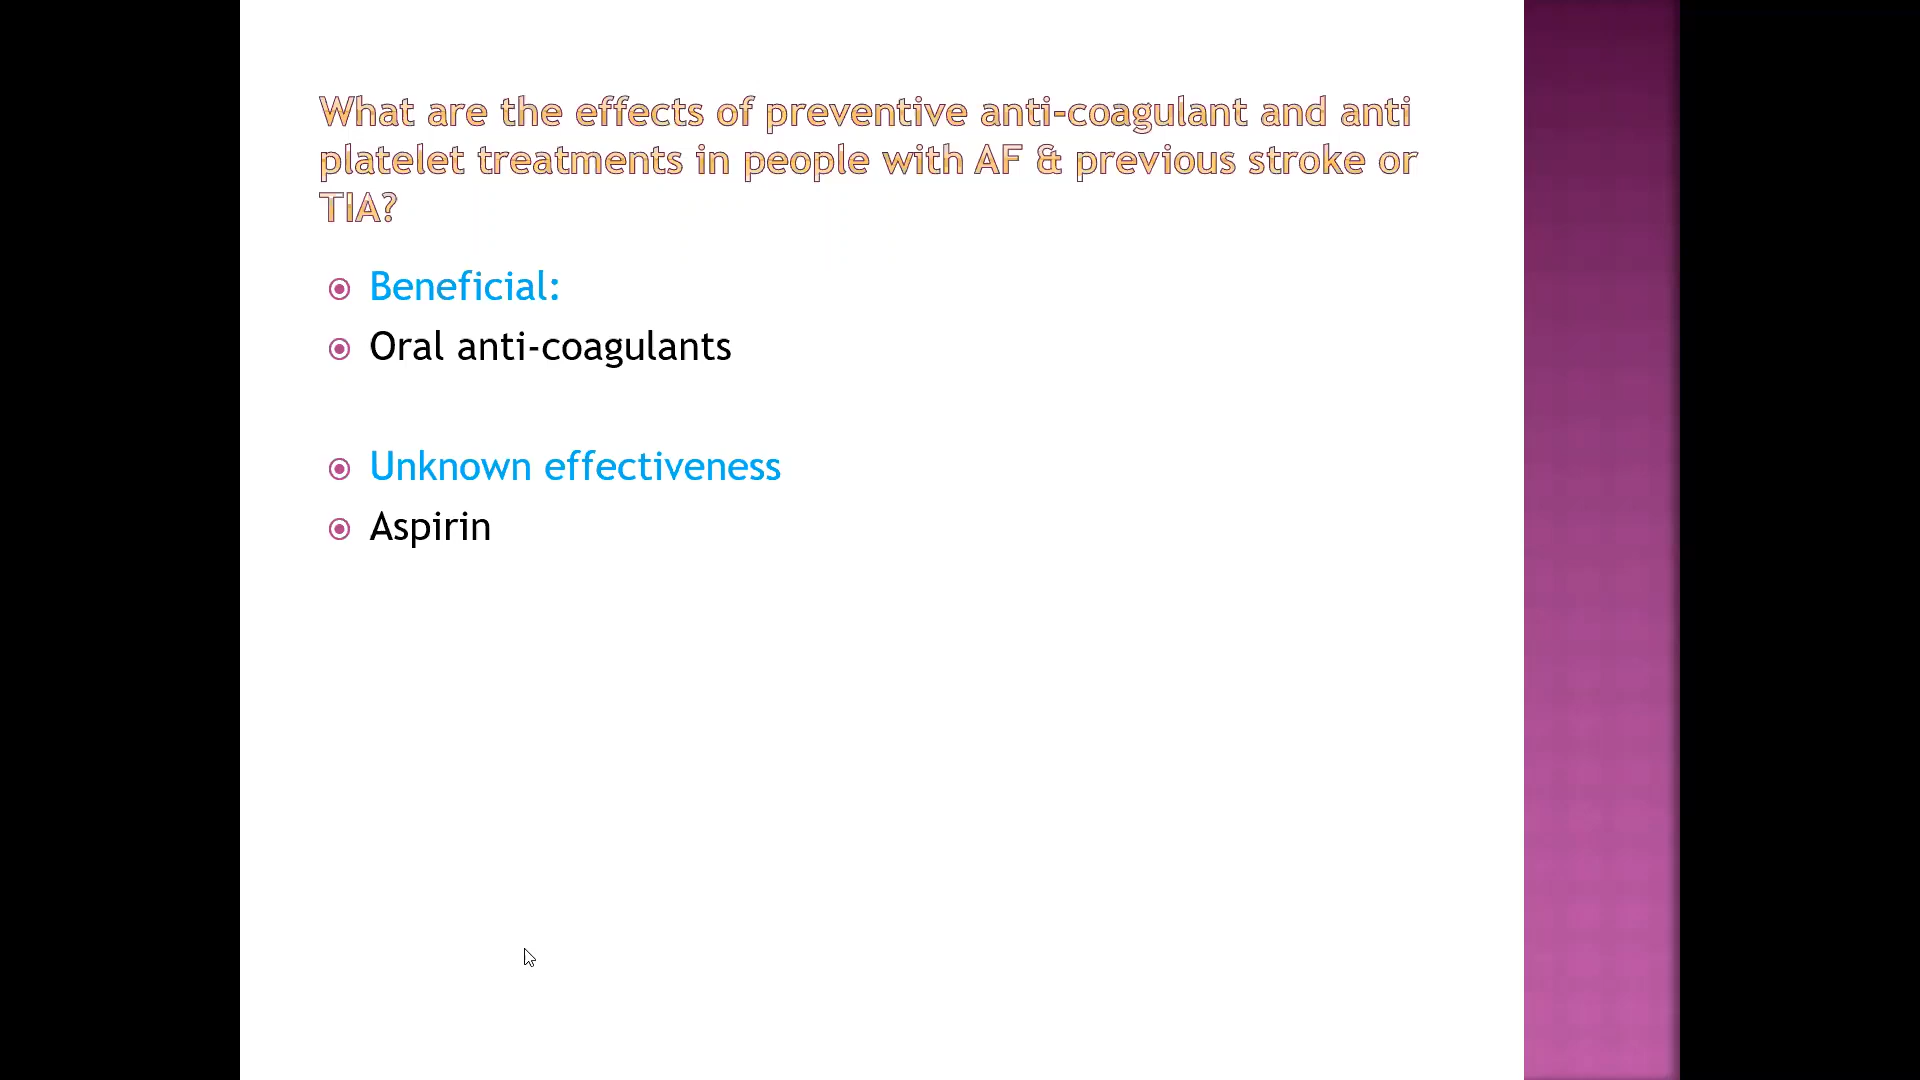 What are the effects of preventive anti-coagulant and anti
platelet treatments in people with AF & previous stroke or
TIA?
Beneficial:
Oral anti-coagulants
Unknown effectiveness
Aspirin